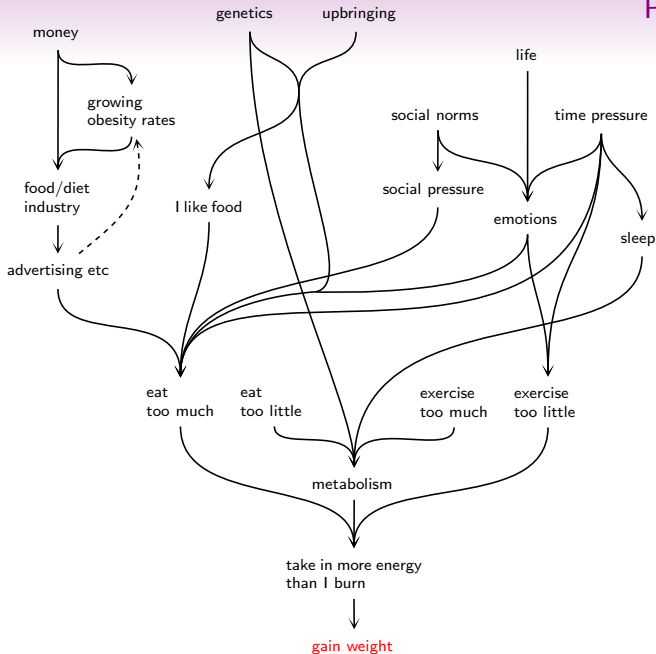 H
genetics
upbringing
money
life
growing
obesity rates
social norms
time pressure
food/diet
industry
I like food
social pressure
emotions
sleep
advertising etc
eat
too much
eat
too little
exercise
too much
exercise
too little
metabolism
take in more energy
than I burn
gain weight